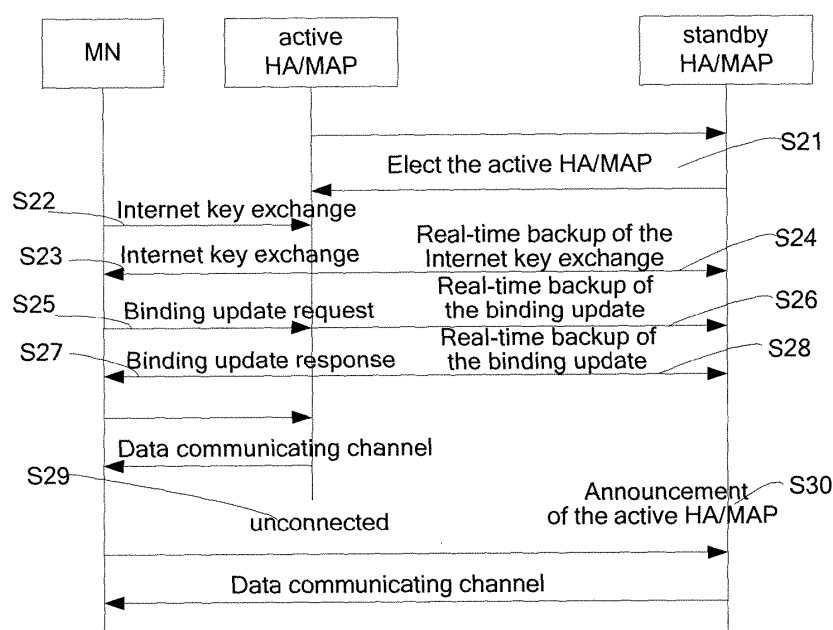 MN
active
HA/MAP
standby
HA/MAP
Elect the active HA/MAP
S21
S22
Internet key exchange
S23
Internet key exchange
Real-time backup of the
Internet key exchange
S24
S25
Binding update request
Real-time backup of
the binding update
S26
S27
Binding update response
Real-time backup of
the binding update
S28
Data communicating channel
S29
unconnected
Announcement
of the active HA/MAP
S30
Data communicating channel